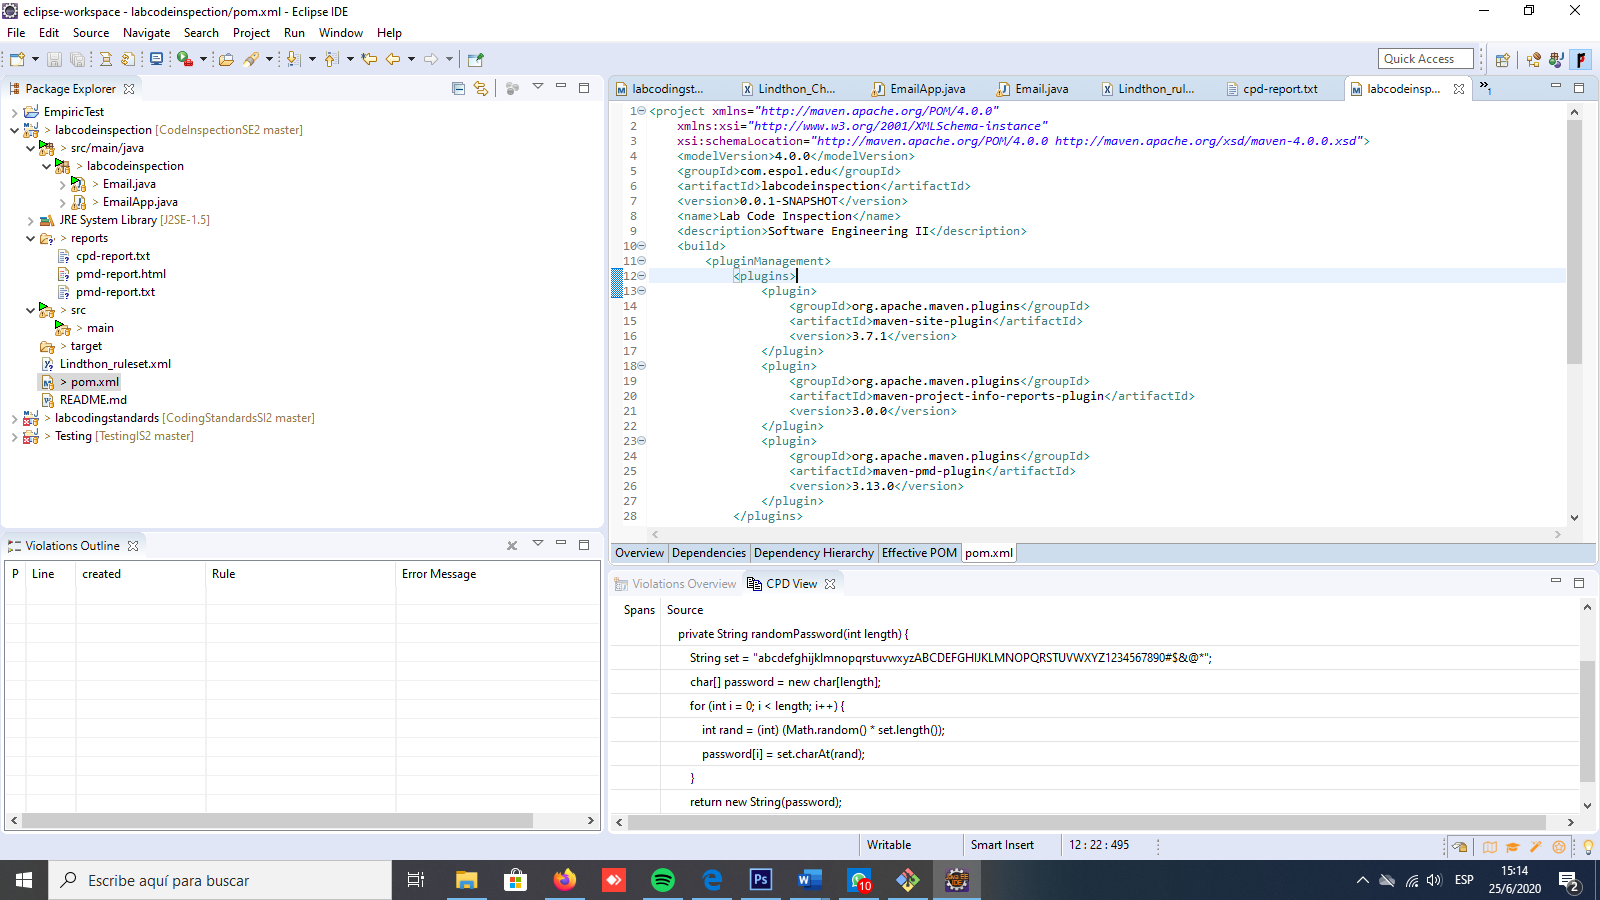 eclipse-workspace - labcodeinspection/pom.xml - Eclipse IDE
File Edit Source Navigate Search Project Run Window Help
Quick Access
Package Explorer
EmpiricTest
> labcodeinspection [CodeInspectionSE2 master]
> src/main/java
> labcodeinspection
> Email.java
> EmailApp.java
JRE System Library [J2SE-1.5]
> reports
cpd-report.txt
pmd-report.html
pmd-report.txt
> src
> main
> target
Lindthon_ruleset.xml
> pom.xml
README.md
> labcodingstandards [CodingStandardsSI2 master]
> Testing [TestingIS2 master]
Violations Outline
P Line created Rule Error Message
labcodingst... Lindthon_Ch... EmailApp.java Email.java Lindthon_rul... cpd-report.txt labcodeinsp... »1
1 <project xmlns="http://maven.apache.org/POM/4.0.0"
2 xmlns:xsi="http://www.w3.org/2001/XMLSchema-instance"
3 xsi:schemaLocation="http://maven.apache.org/POM/4.0.0 http://maven.apache.org/xsd/maven-4.0.0.xsd">
4 <modelVersion>4.0.0</modelVersion>
5 <groupId>com.espol.edu</groupId>
6 <artifactId>labcodeinspection</artifactId>
7 <version>0.0.1-SNAPSHOT</version>
8 <name>Lab Code Inspection</name>
9 <description>Software Engineering II</description>
10 <build>
11 <pluginManagement>
12 <plugins>
13 <plugin>
14 <groupId>org.apache.maven.plugins</groupId>
15 <artifactId>maven-site-plugin</artifactId>
16 <version>3.7.1</version>
17 </plugin>
18 <plugin>
19 <groupId>org.apache.maven.plugins</groupId>
20 <artifactId>maven-project-info-reports-plugin</artifactId>
21 <version>3.0.0</version>
22 </plugin>
23 <plugin>
24 <groupId>org.apache.maven.plugins</groupId>
25 <artifactId>maven-pmd-plugin</artifactId>
26 <version>3.13.0</version>
27 </plugin>
28 </plugins>
Overview Dependencies Dependency Hierarchy Effective POM pom.xml
Violations Overview CPD View
Spans Source
private String randomPassword(int length) {
String set = "abcdefghijklmnopqrstuvwxyzABCDEFGHIJKLMNOPQRSTUVWXYZ1234567890#$&@*";
char[] password = new char[length];
for (int i = 0; i < length; i++) {
int rand = (int) (Math.random() * set.length());
password[i] = set.charAt(rand);
}
return new String(password);
Writable Smart Insert 12 : 22 : 495
Escribe aquí para buscar
Ps
10
ESP
15:14
25/6/2020
2